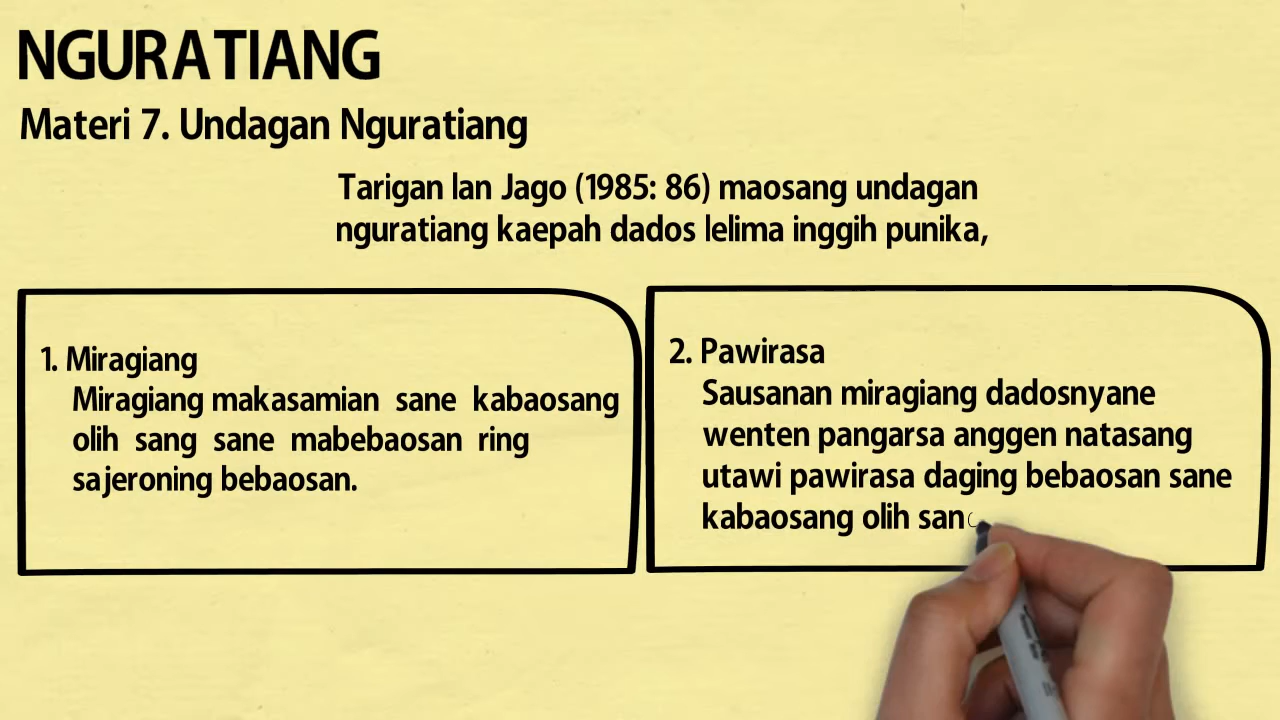 NGURATIANG
Materi 7. Undagan Nguratiang
Tarigan lan Jago (1985: 86) maosang undagan
nguratiang kaepah dados lelima inggih punika,
1. Miragiang
Miragiang makasamian sane kabaosang
olih sang sane mabebaosan ring
sajeroning bebaosan.
2. Pawirasa
Sausanan miragiang dadosnyane
wenten pangarsa anggen natasang
utawi pawirasa daging bebaosan sane
kabaosang olih san